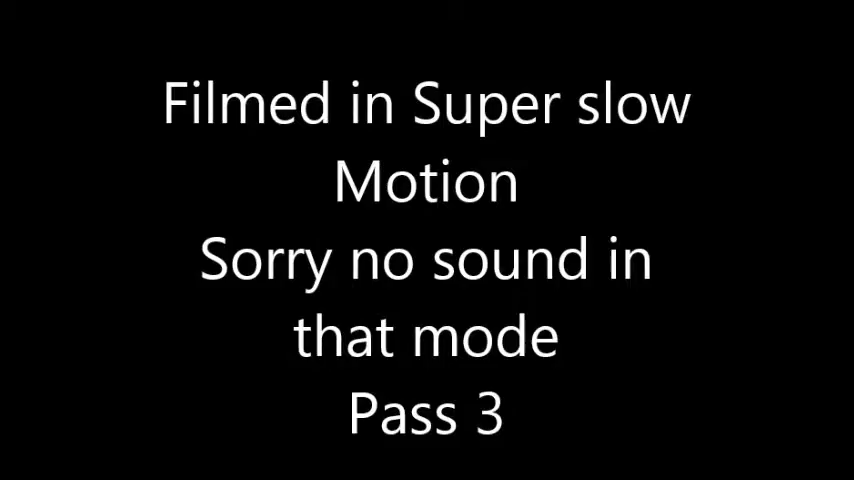 Filmed in Super slow
Motion
Sorry no sound in
that mode
Pass 3